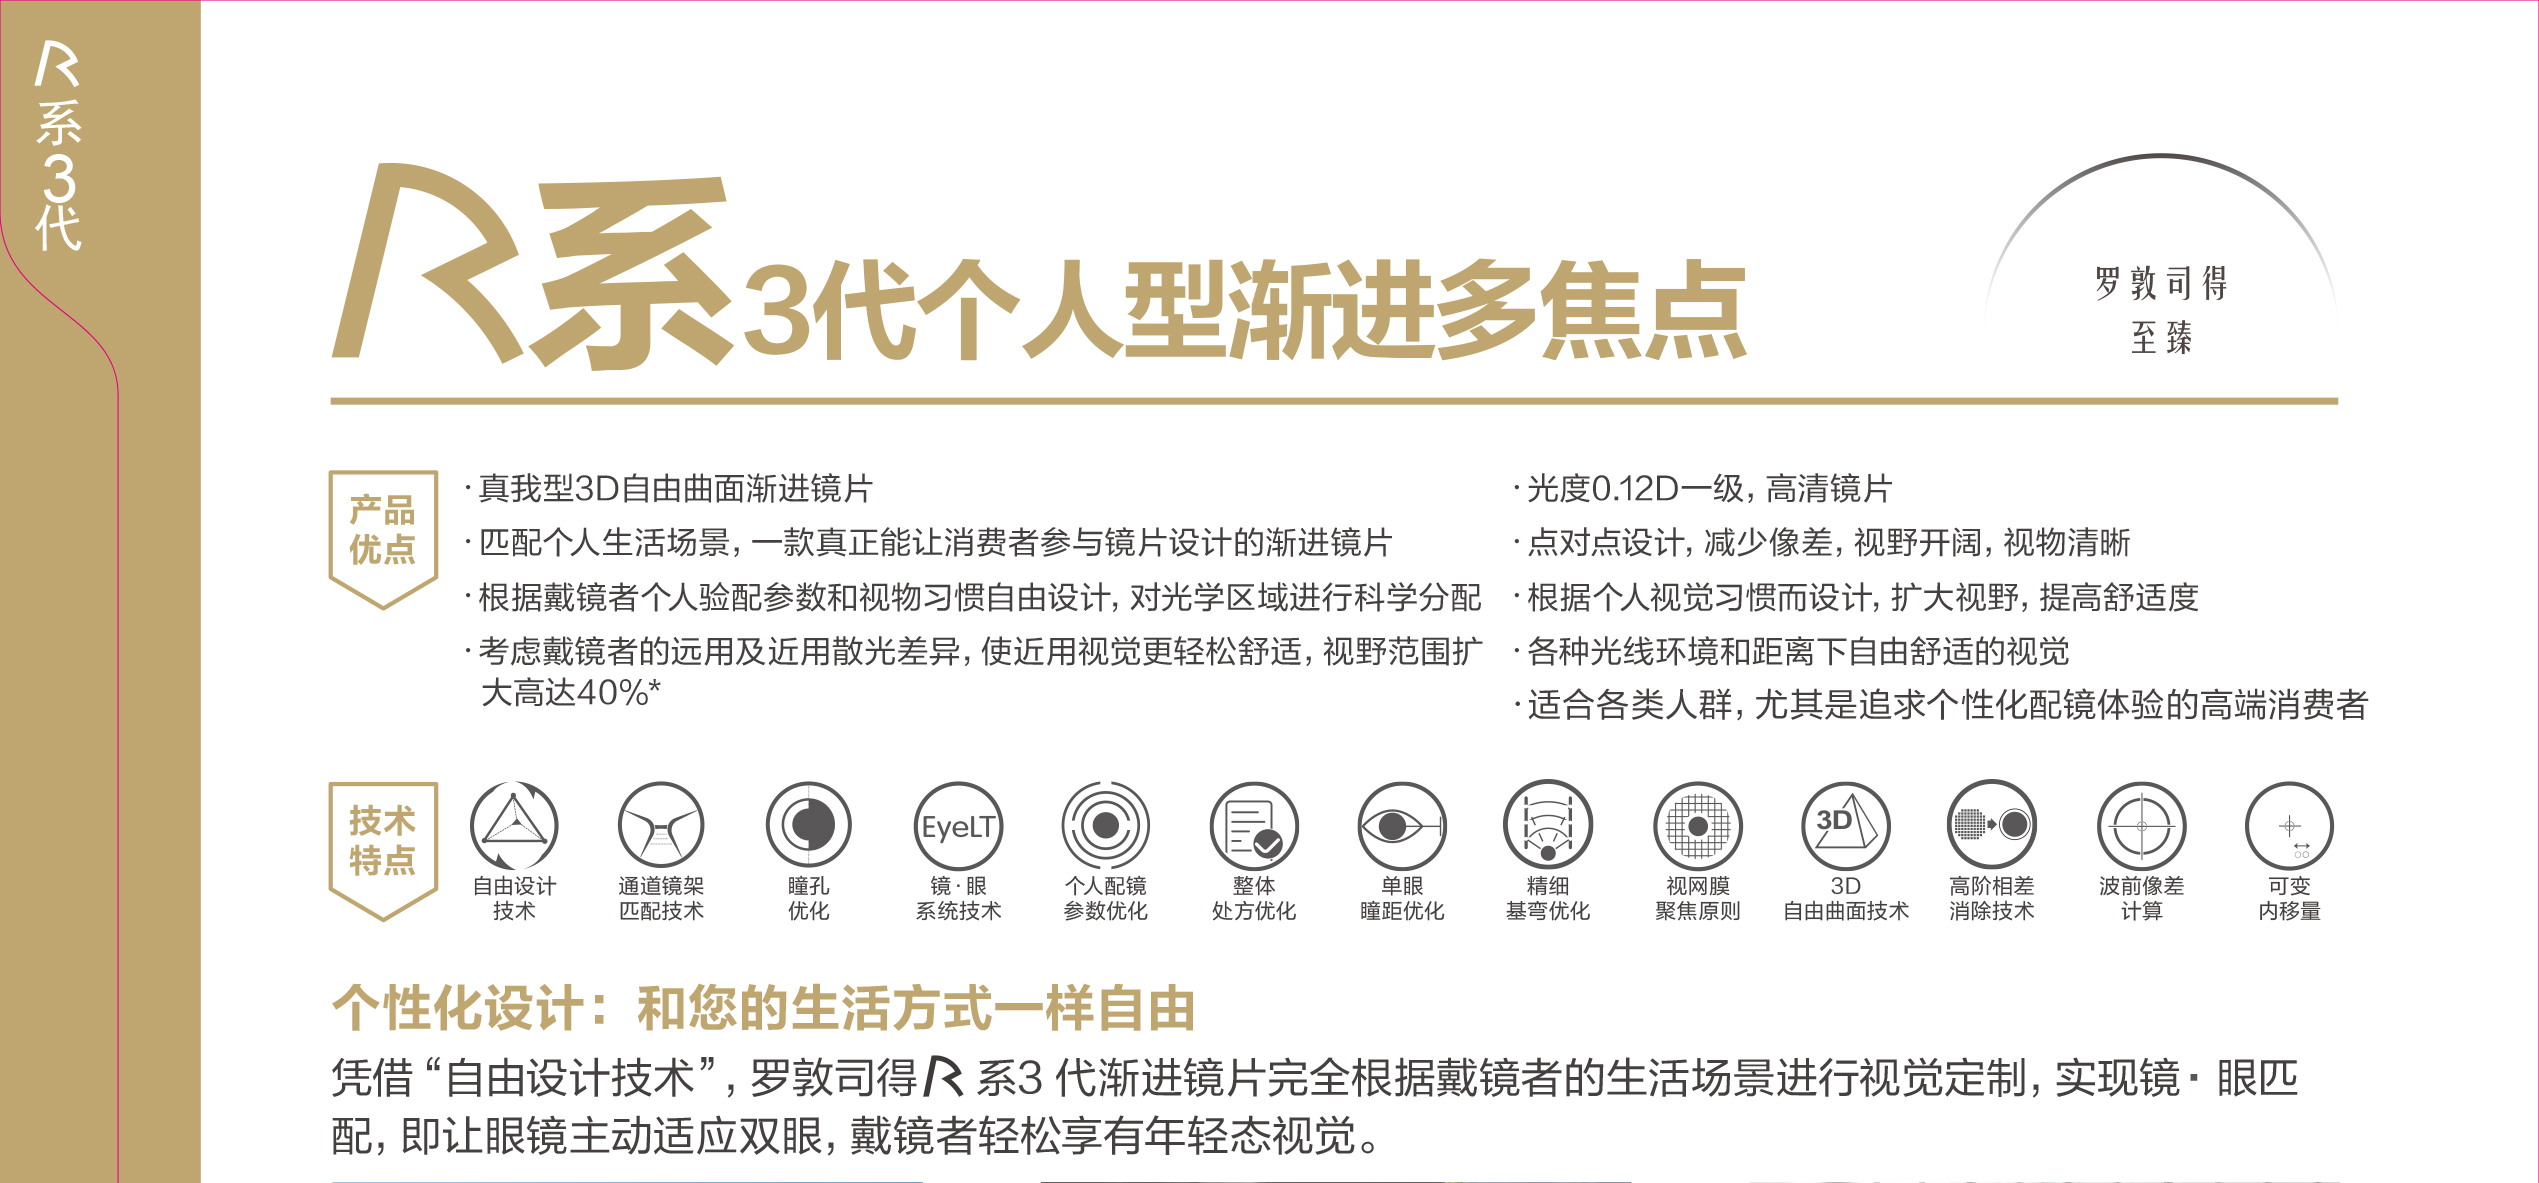 R
系
3
代
R系3代个人型渐进多焦点
罗敦司得
至臻
产品
优点
·真我型3D自由曲面渐进镜片
·匹配个人生活场景，一款真正能让消费者参与镜片设计的渐进镜片
·根据戴镜者个人验配参数和视物习惯自由设计，对光学区域进行科学分配
·考虑戴镜者的远用及近用散光差异，使近用视觉更轻松舒适，视野范围扩
大高达40%*
·光度0.12D一级，高清镜片
·点对点设计，减少像差，视野开阔，视物清晰
·根据个人视觉习惯而设计，扩大视野，提高舒适度
·各种光线环境和距离下自由舒适的视觉
·适合各类人群，尤其是追求个性化配镜体验的高端消费者
技术
特点
自由设计
技术
通道镜架
匹配技术
瞳孔
优化
EyeLT
镜·眼
系统技术
个人配镜
参数优化
整体
处方优化
单眼
瞳距优化
精细
基弯优化
视网膜
聚焦原则
3D
3D
自由曲面技术
高阶相差
消除技术
波前像差
计算
可变
内移量
个性化设计：和您的生活方式一样自由
凭借“自由设计技术”，罗敦司得R 系3 代渐进镜片完全根据戴镜者的生活场景进行视觉定制，实现镜·眼匹
配，即让眼镜主动适应双眼，戴镜者轻松享有年轻态视觉。